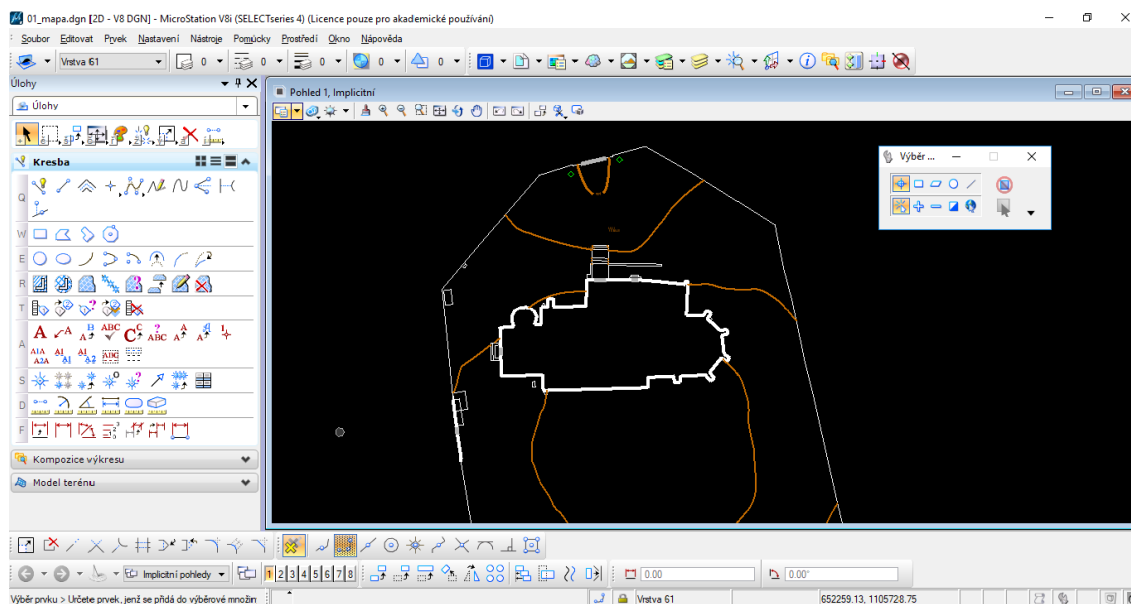 01_mapa.dgn [2D - V8 DGN] - MicroStation V8i (SELECTseries 4) (Licence pouze pro akademické používání)
Soubor Editovat Prvek Nastavení Nástroje Pomůcky Prostředí Okno Nápověda
Vrstva 61 0 0 0 0 0
Úlohy
Pohled 1, Implicitní
Úlohy
Výběr ...
Kresba
Q
W
E
R
T
A
S
D
F
Kompozice výkresu
Model terénu
Implicitní pohledy 1 2 3 4 5 6 7 8 0.00 0.00°
Výběr prvku > Určete prvek, jenž se přidá do výběrové množin Vrstva 61 652259.13, 1105728.75